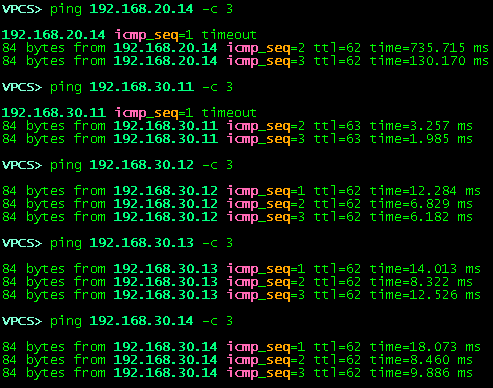 VPCS> ping 192.168.20.14 -c 3
192.168.20.14 icmp_seq=1 timeout
84 bytes from 192.168.20.14 icmp_seq=2 ttl=62 time=735.715 ms
84 bytes from 192.168.20.14 icmp_seq=3 ttl=62 time=130.170 ms
VPCS> ping 192.168.30.11 -c 3
192.168.30.11 icmp_seq=1 timeout
84 bytes from 192.168.30.11 icmp_seq=2 ttl=63 time=3.257 ms
84 bytes from 192.168.30.11 icmp_seq=3 ttl=63 time=1.985 ms
VPCS> ping 192.168.30.12 -c 3
84 bytes from 192.168.30.12 icmp_seq=1 ttl=62 time=12.284 ms
84 bytes from 192.168.30.12 icmp_seq=2 ttl=62 time=6.829 ms
84 bytes from 192.168.30.12 icmp_seq=3 ttl=62 time=6.182 ms
VPCS> ping 192.168.30.13 -c 3
84 bytes from 192.168.30.13 icmp_seq=1 ttl=62 time=14.013 ms
84 bytes from 192.168.30.13 icmp_seq=2 ttl=62 time=8.322 ms
84 bytes from 192.168.30.13 icmp_seq=3 ttl=62 time=12.526 ms
VPCS> ping 192.168.30.14 -c 3
84 bytes from 192.168.30.14 icmp_seq=1 ttl=62 time=18.073 ms
84 bytes from 192.168.30.14 icmp_seq=2 ttl=62 time=8.460 ms
84 bytes from 192.168.30.14 icmp_seq=3 ttl=62 time=9.886 ms